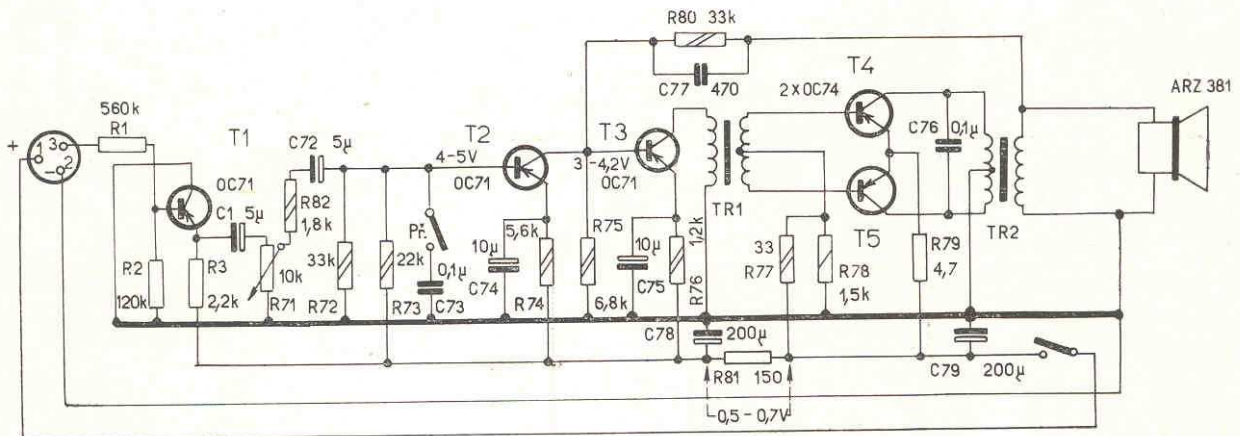 R80 33k
C77 470
T4
2 X OC74
ARZ 381
560k
R1
+
1
3
2
−
T1
C72 5μ
T2
T3
4-5V
OC71
3-4,2V
OC71
C76 0,1μ
OC71
C1 5μ
R82
1,8k
TR1
TR2
T5
R2
120k
R3
2,2k
10k
R71
33k
R72
22k
R73
Př.
0,1μ
C73
10μ
C74
5,6k
R74
R75
6,8k
10μ
C75
1,2k
R76
33
R77
R78
1,5k
R79
4,7
C78
200μ
R81 150
0,5-0,7V
C79
200μ